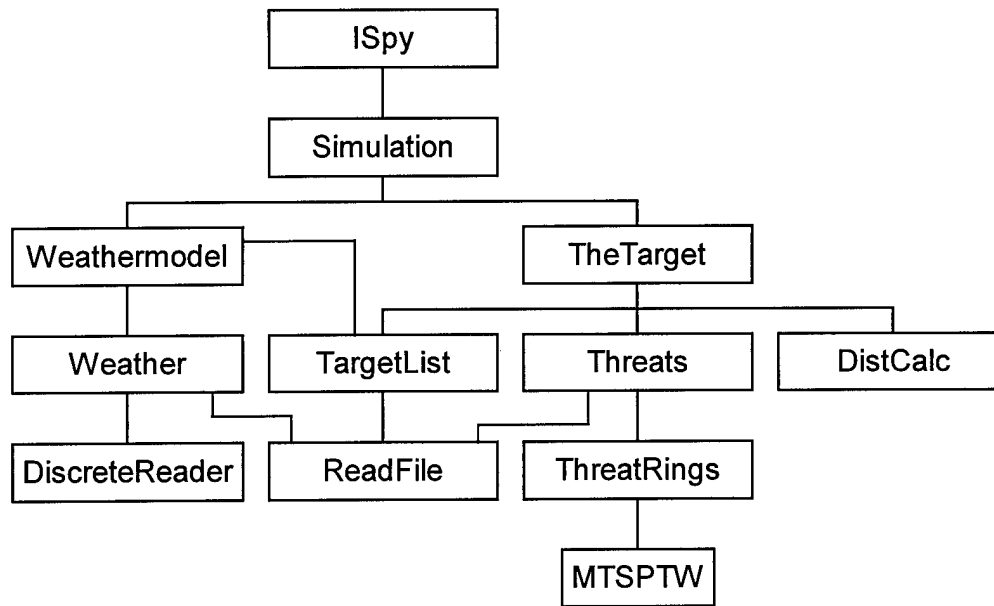 ISpy
Simulation
Weathermodel
TheTarget
Weather
TargetList
Threats
DistCalc
DiscreteReader
ReadFile
ThreatRings
MTSPTW